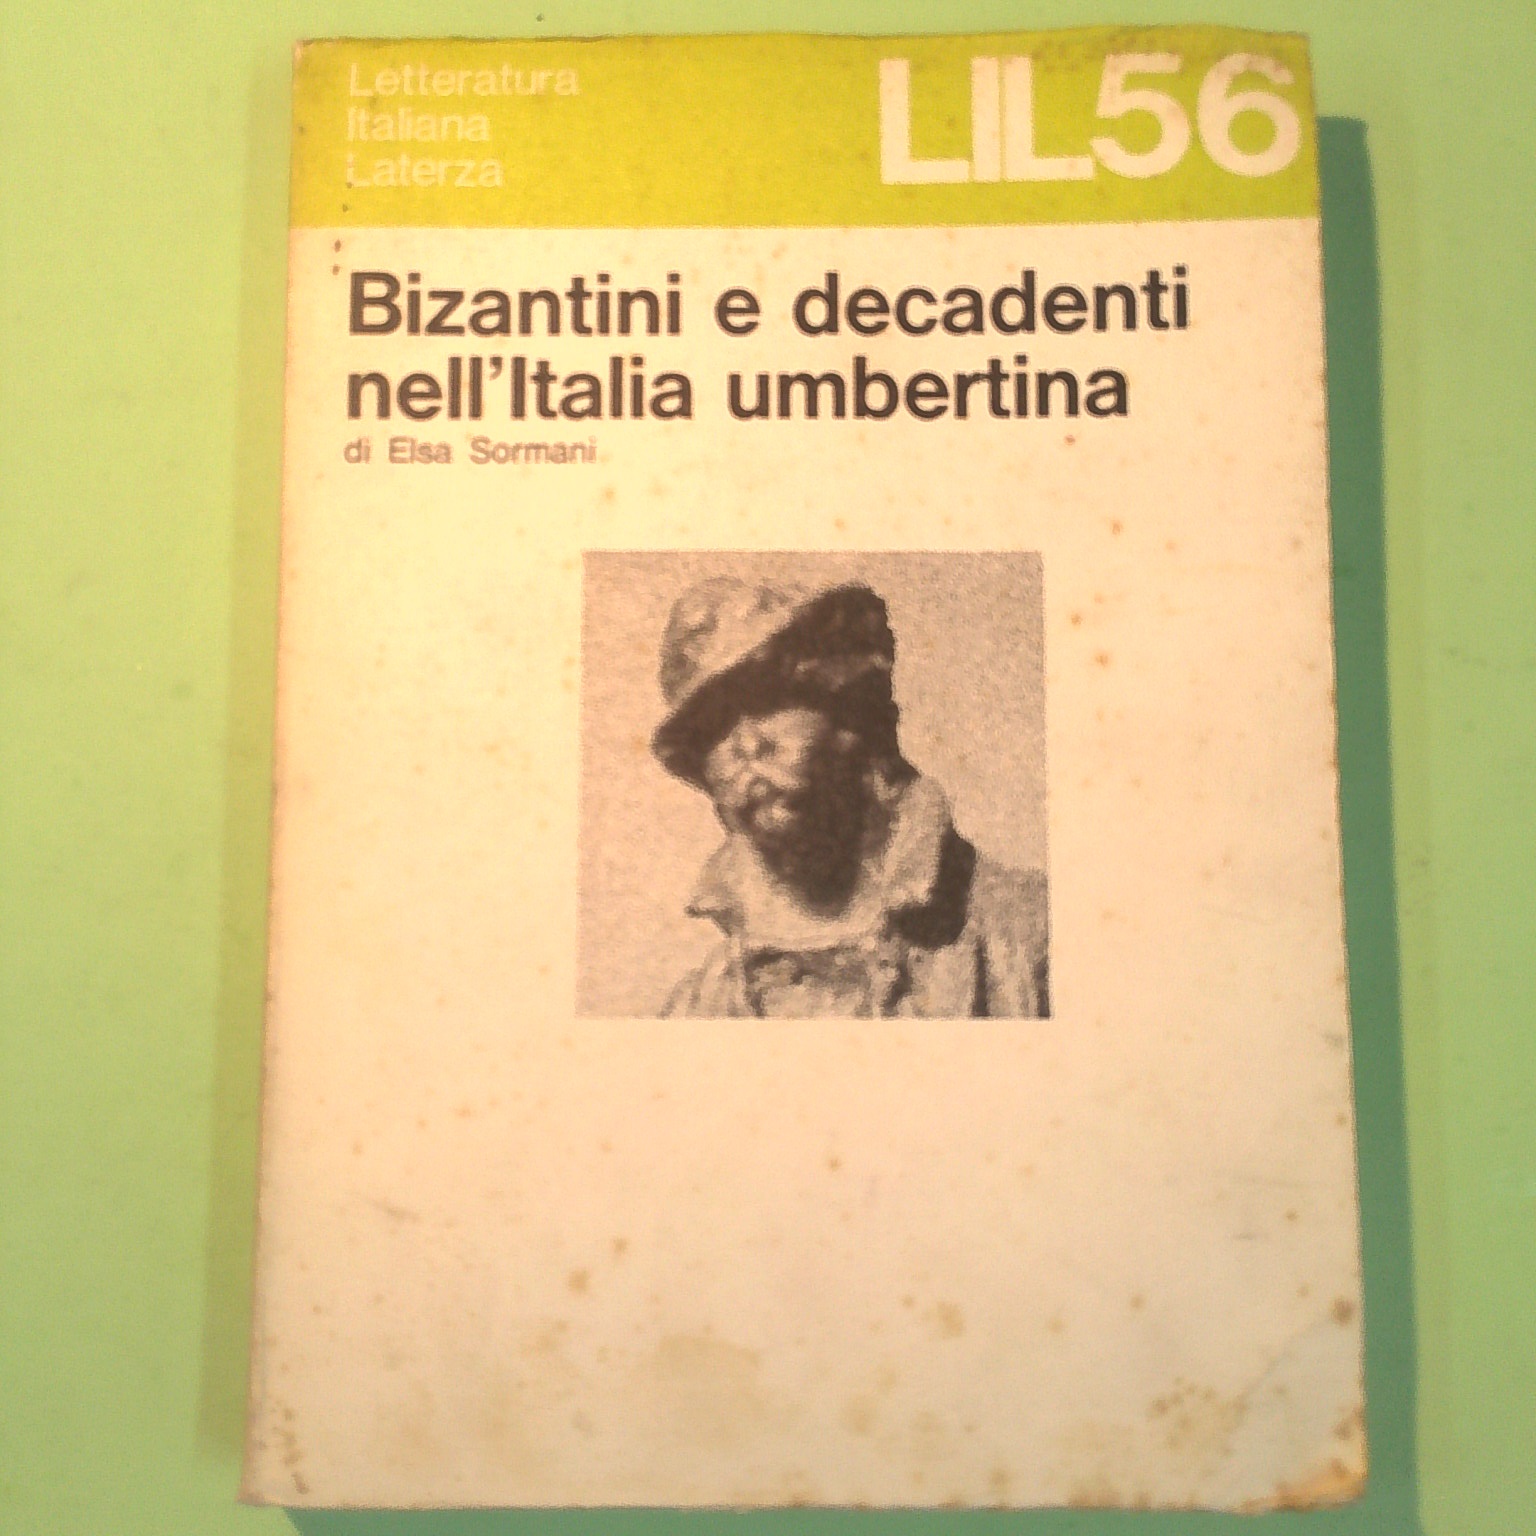 Letteratura
Italiana
Laterza
LIL56
Bizantini e decadenti
nell'Italia umbertina
di Elsa Sormani